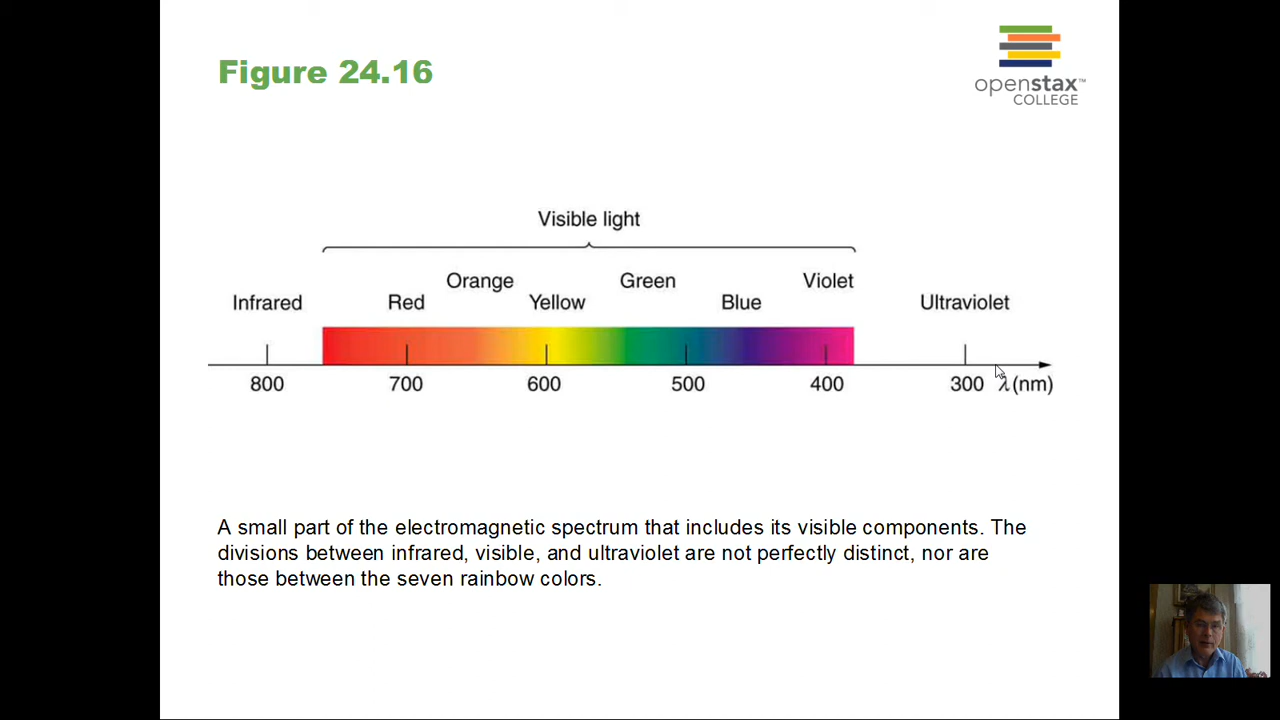 Figure 24.16
openstax™
COLLEGE
Visible light
Orange Green Violet
Infrared Red Yellow Blue Ultraviolet
800 700 600 500 400 300 λ(nm)
A small part of the electromagnetic spectrum that includes its visible components. The
divisions between infrared, visible, and ultraviolet are not perfectly distinct, nor are
those between the seven rainbow colors.